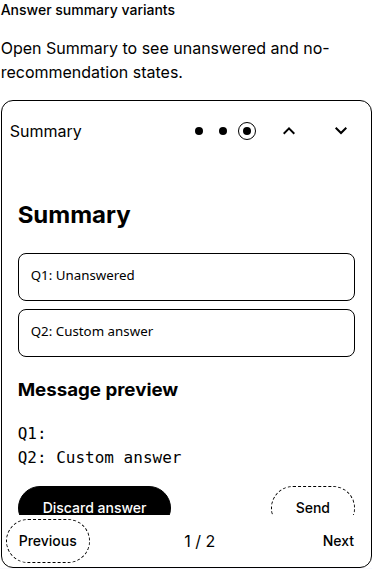 Answer summary variants
Open Summary to see unanswered and no-
recommendation states.
Summary
Summary
Q1: Unanswered
Q2: Custom answer
Message preview
Q1:
Q2: Custom answer
Discard answer
Send
Previous
1 / 2
Next